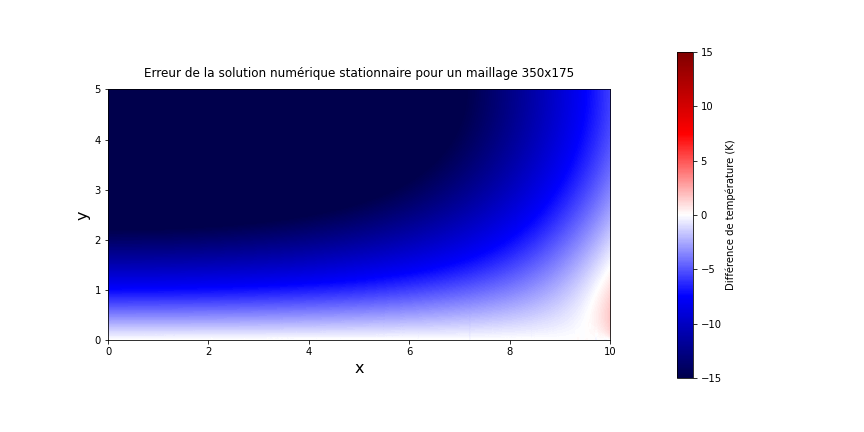 Erreur de la solution numérique stationnaire pour un maillage 350x175
5
4
3
2
1
0
y
0 2 4 6 8 10
x
15
10
5
0
−5
−10
−15
Différence de température (K)